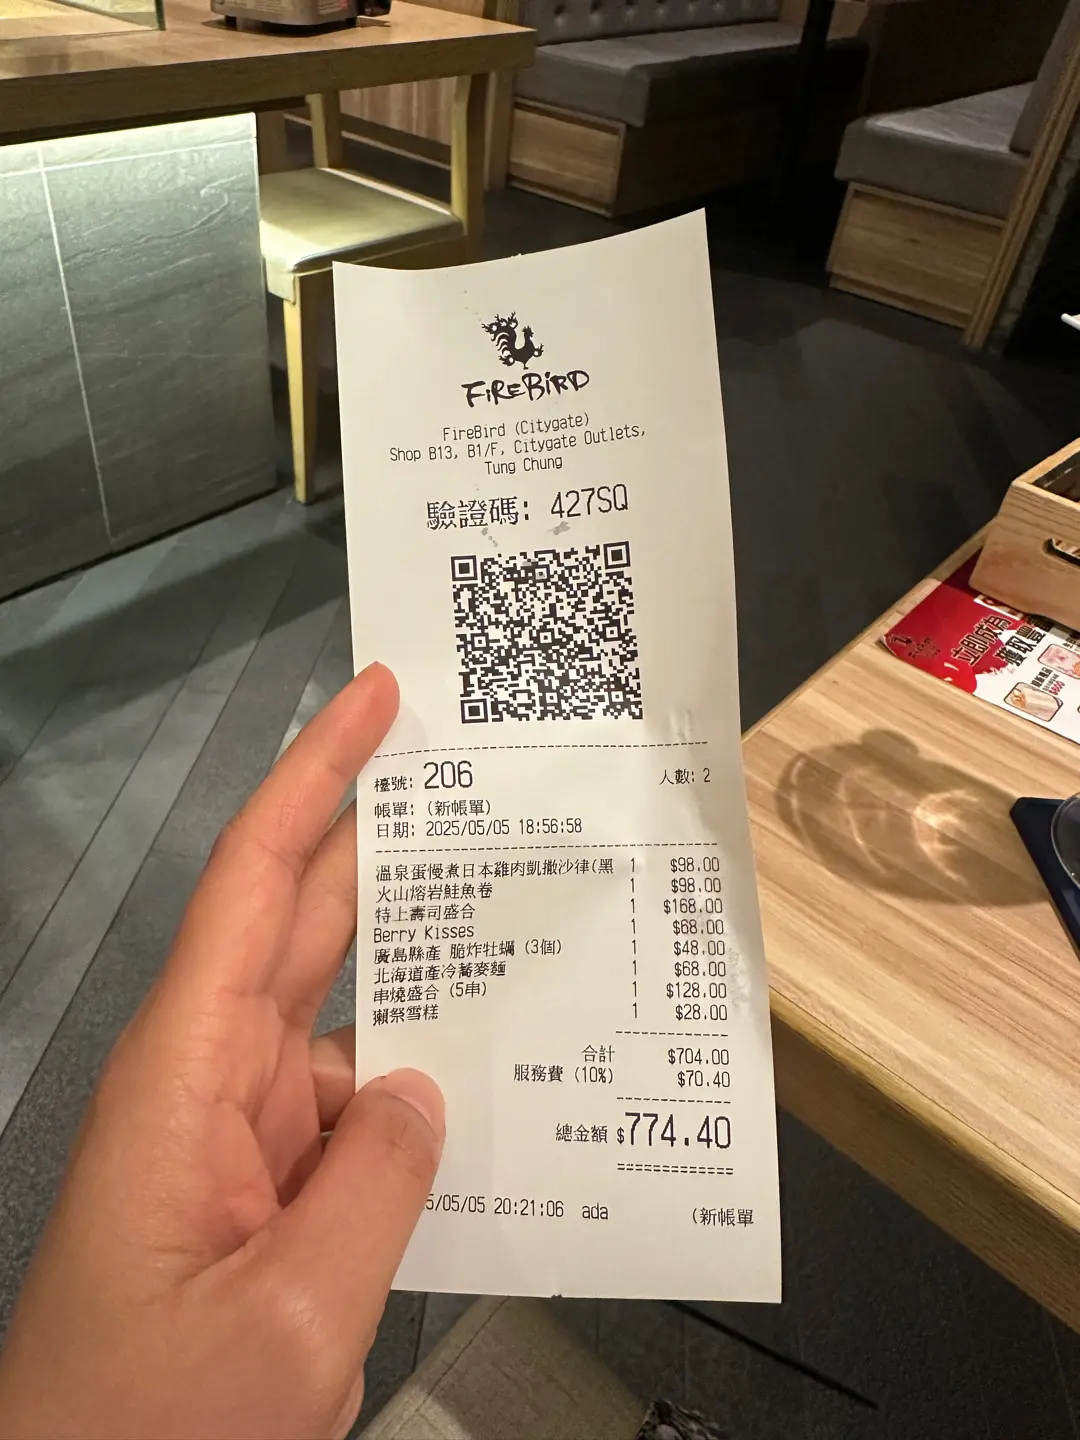 FIREBIRD
FireBird (Citygate)
Shop B13, B1/F, Citygate Outlets,
Tung Chung
驗證碼: 427SQ
檯號: 206 人數: 2
帳單: (新帳單)
日期: 2025/05/05 18:56:58
溫泉蛋慢煮日本雞肉凱撒沙律(黑 1 $98.00
火山熔岩鮭魚卷 1 $98.00
特上壽司盛合 1 $168.00
Berry Kisses 1 $68.00
廣島縣產 脆炸牡蠣 (3個) 1 $48.00
北海道產冷蕎麥麵 1 $68.00
串燒盛合 (5串) 1 $128.00
獺祭雪糕 1 $28.00
合計 $704.00
服務費 (10%) $70.40
總金額 $774.40
5/05/05 20:21:06 ada (新帳單
立即成為
獲取